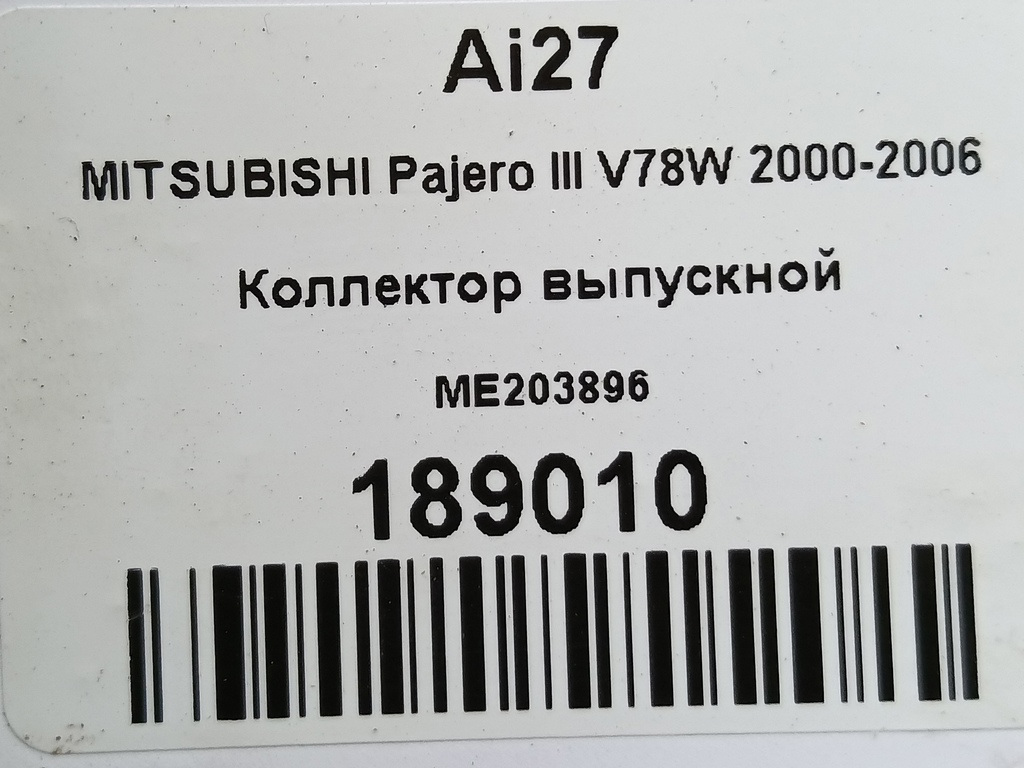 Ai27
MITSUBISHI Pajero III V78W 2000-2006
Коллектор выпускной
ME203896
189010